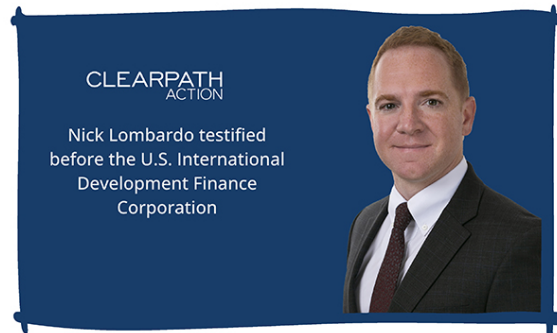 CLEARPATH
ACTION
Nick Lombardo testified
before the U.S. International
Development Finance
Corporation